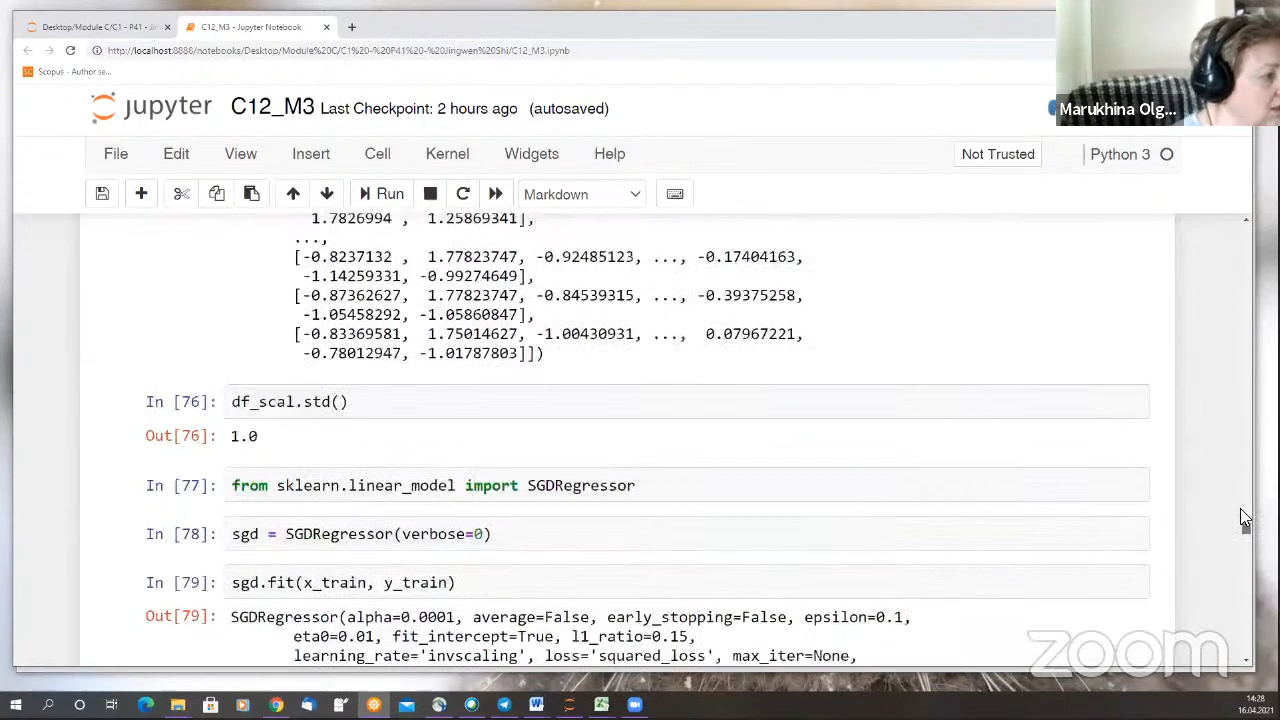 Desktop/Module C/C1 - P41 - Ji
C12_M3 - Jupyter Notebook
http://localhost:8888/notebooks/Desktop/Module%20C/C1%20-%20P41%20-%20Jingwen%20Shi/C12_M3.ipynb
Scopus - Author se...
jupyter C12_M3 Last Checkpoint: 2 hours ago (autosaved)
Marukhina Olg...
File Edit View Insert Cell Kernel Widgets Help
Not Trusted Python 3
Run Markdown
1.7826994 , 1.25869341],
...,
[-0.8237132 , 1.77823747, -0.92485123, ..., -0.17404163,
-1.14259331, -0.99274649],
[-0.87362627, 1.77823747, -0.84539315, ..., -0.39375258,
-1.05458292, -1.05860847],
[-0.83369581, 1.75014627, -1.00430931, ..., 0.07967221,
-0.78012947, -1.01787803]])
In [76]: df_scal.std()
Out[76]: 1.0
In [77]: from sklearn.linear_model import SGDRegressor
In [78]: sgd = SGDRegressor(verbose=0)
In [79]: sgd.fit(x_train, y_train)
Out[79]: SGDRegressor(alpha=0.0001, average=False, early_stopping=False, epsilon=0.1,
eta0=0.01, fit_intercept=True, l1_ratio=0.15,
learning_rate='invscaling', loss='squared_loss', max_iter=None,
zoom
14:28
16.04.2021